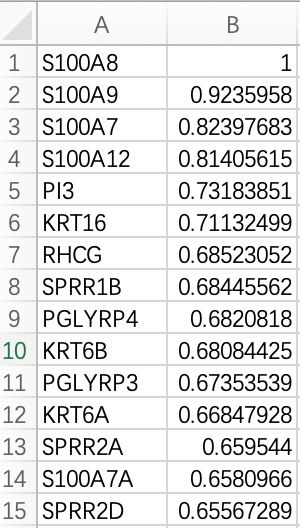 A B
1 S100A8 1
2 S100A9 0.9235958
3 S100A7 0.82397683
4 S100A12 0.81405615
5 PI3 0.73183851
6 KRT16 0.71132499
7 RHCG 0.68523052
8 SPRR1B 0.68445562
9 PGLYRP4 0.6820818
10 KRT6B 0.68084425
11 PGLYRP3 0.67353539
12 KRT6A 0.66847928
13 SPRR2A 0.659544
14 S100A7A 0.6580966
15 SPRR2D 0.65567289